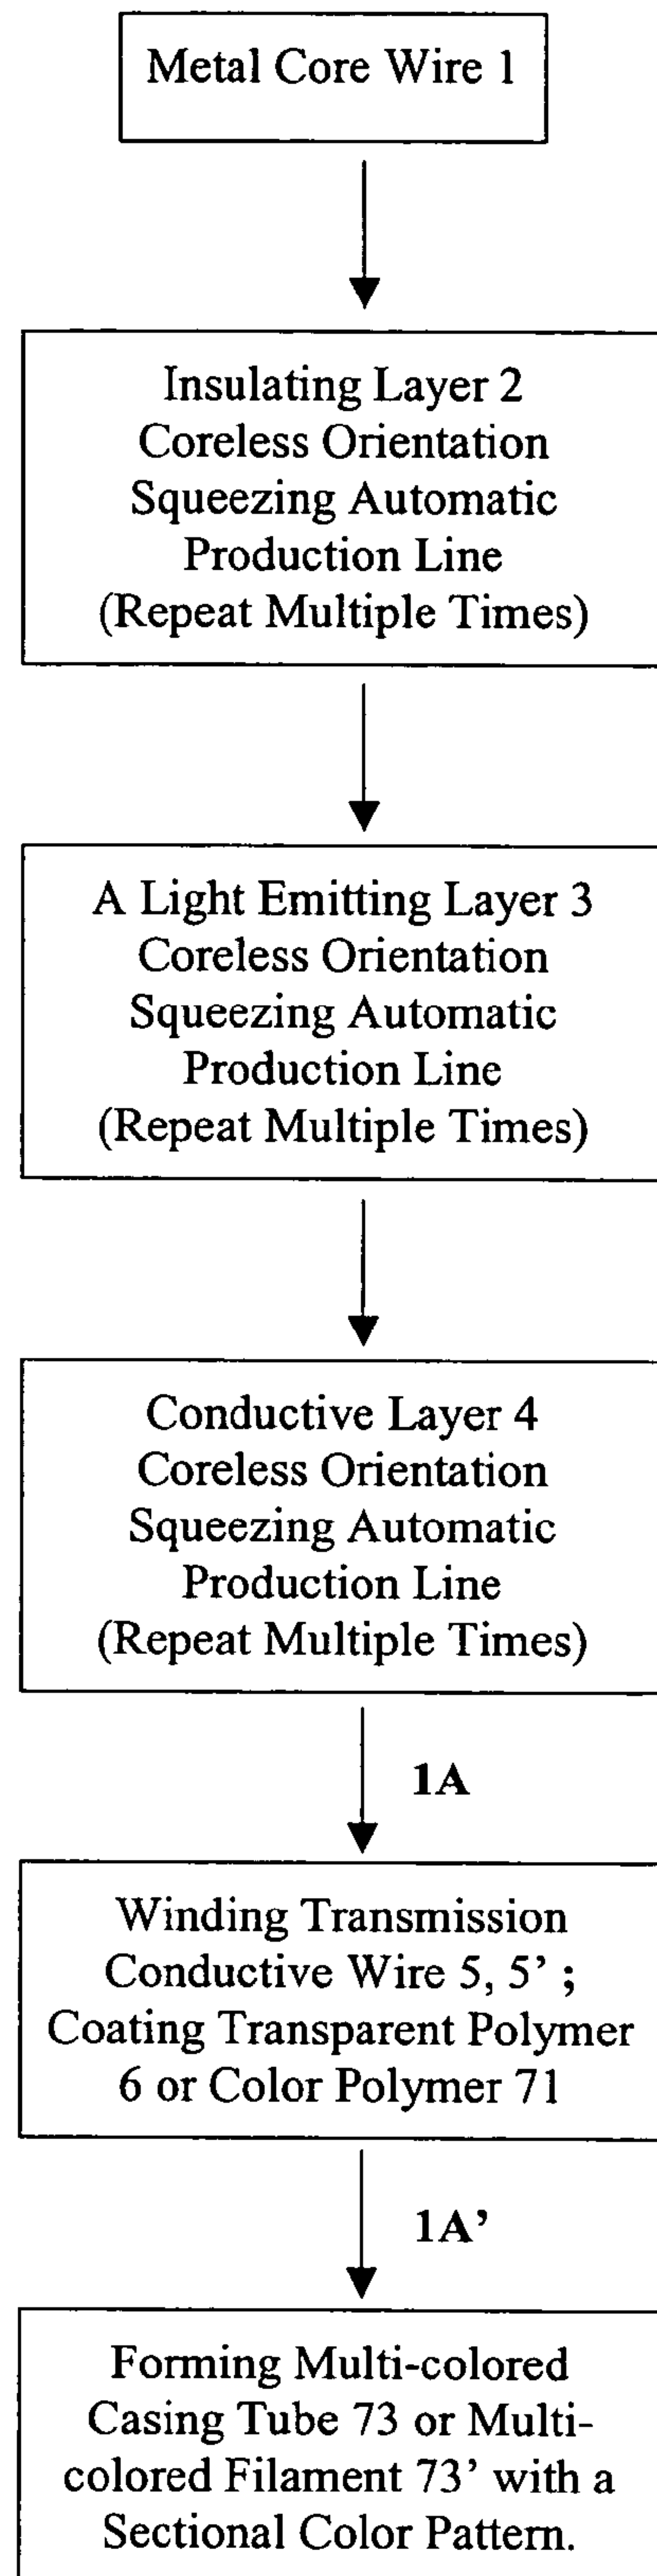 Metal Core Wire 1
Insulating Layer 2
Coreless Orientation
Squeezing Automatic
Production Line
(Repeat Multiple Times)
A Light Emitting Layer 3
Coreless Orientation
Squeezing Automatic
Production Line
(Repeat Multiple Times)
Conductive Layer 4
Coreless Orientation
Squeezing Automatic
Production Line
(Repeat Multiple Times)
1A
Winding Transmission
Conductive Wire 5, 5’ ;
Coating Transparent Polymer
6 or Color Polymer 71
1A’
Forming Multi-colored
Casing Tube 73 or Multi-
colored Filament 73’ with a
Sectional Color Pattern.